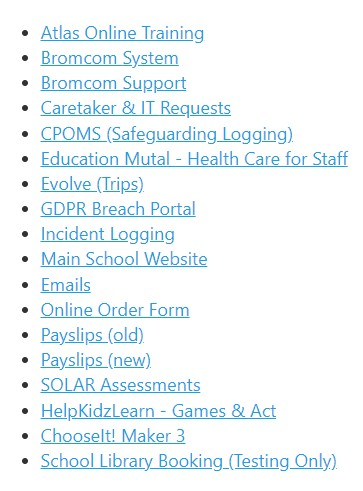 Atlas Online Training
Bromcom System
Bromcom Support
Caretaker & IT Requests
CPOMS (Safeguarding Logging)
Education Mutal - Health Care for Staff
Evolve (Trips)
GDPR Breach Portal
Incident Logging
Main School Website
Emails
Online Order Form
Payslips (old)
Payslips (new)
SOLAR Assessments
HelpKidzLearn - Games & Act
ChooseIt! Maker 3
School Library Booking (Testing Only)